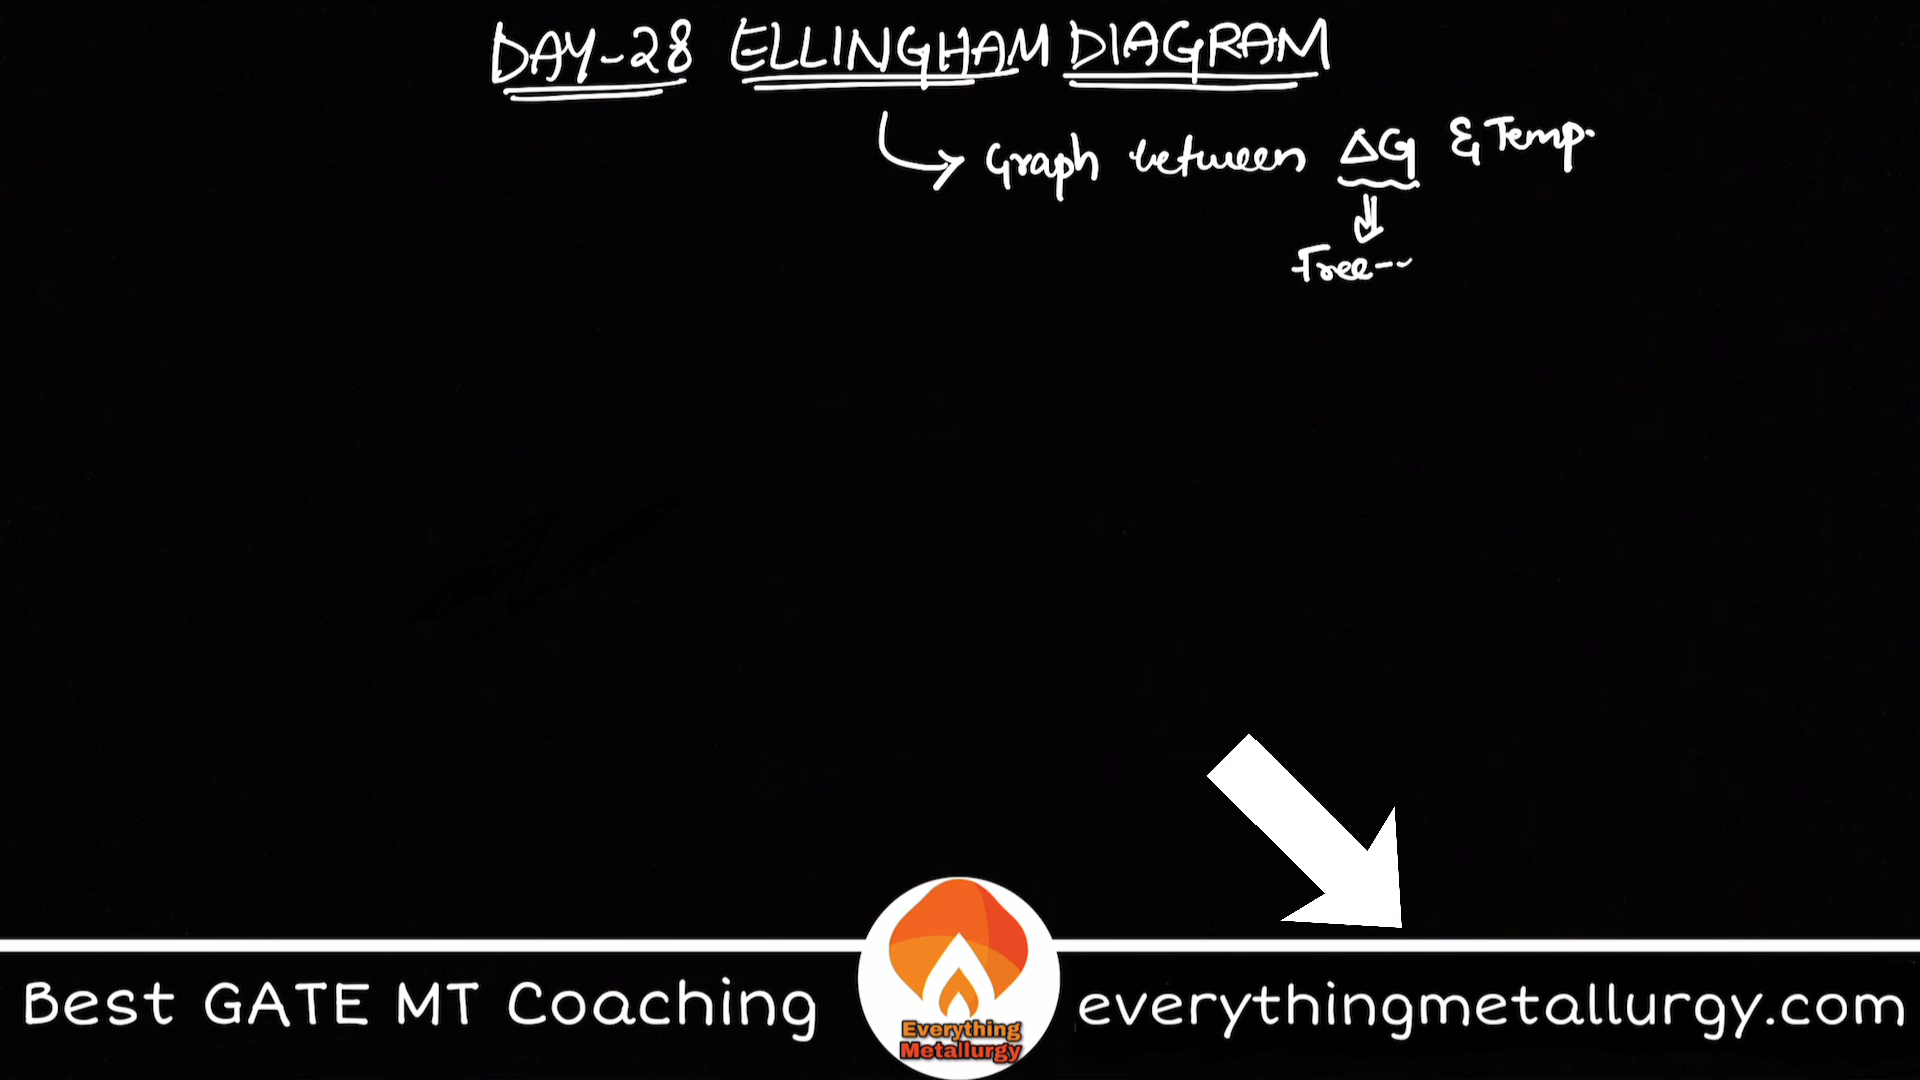 DAY-28 ELLINGHAM DIAGRAM
Graph between ΔG & Temp.
Free--
Best GATE MT Coaching
Everything
Metallurgy
everythingmetallurgy.com